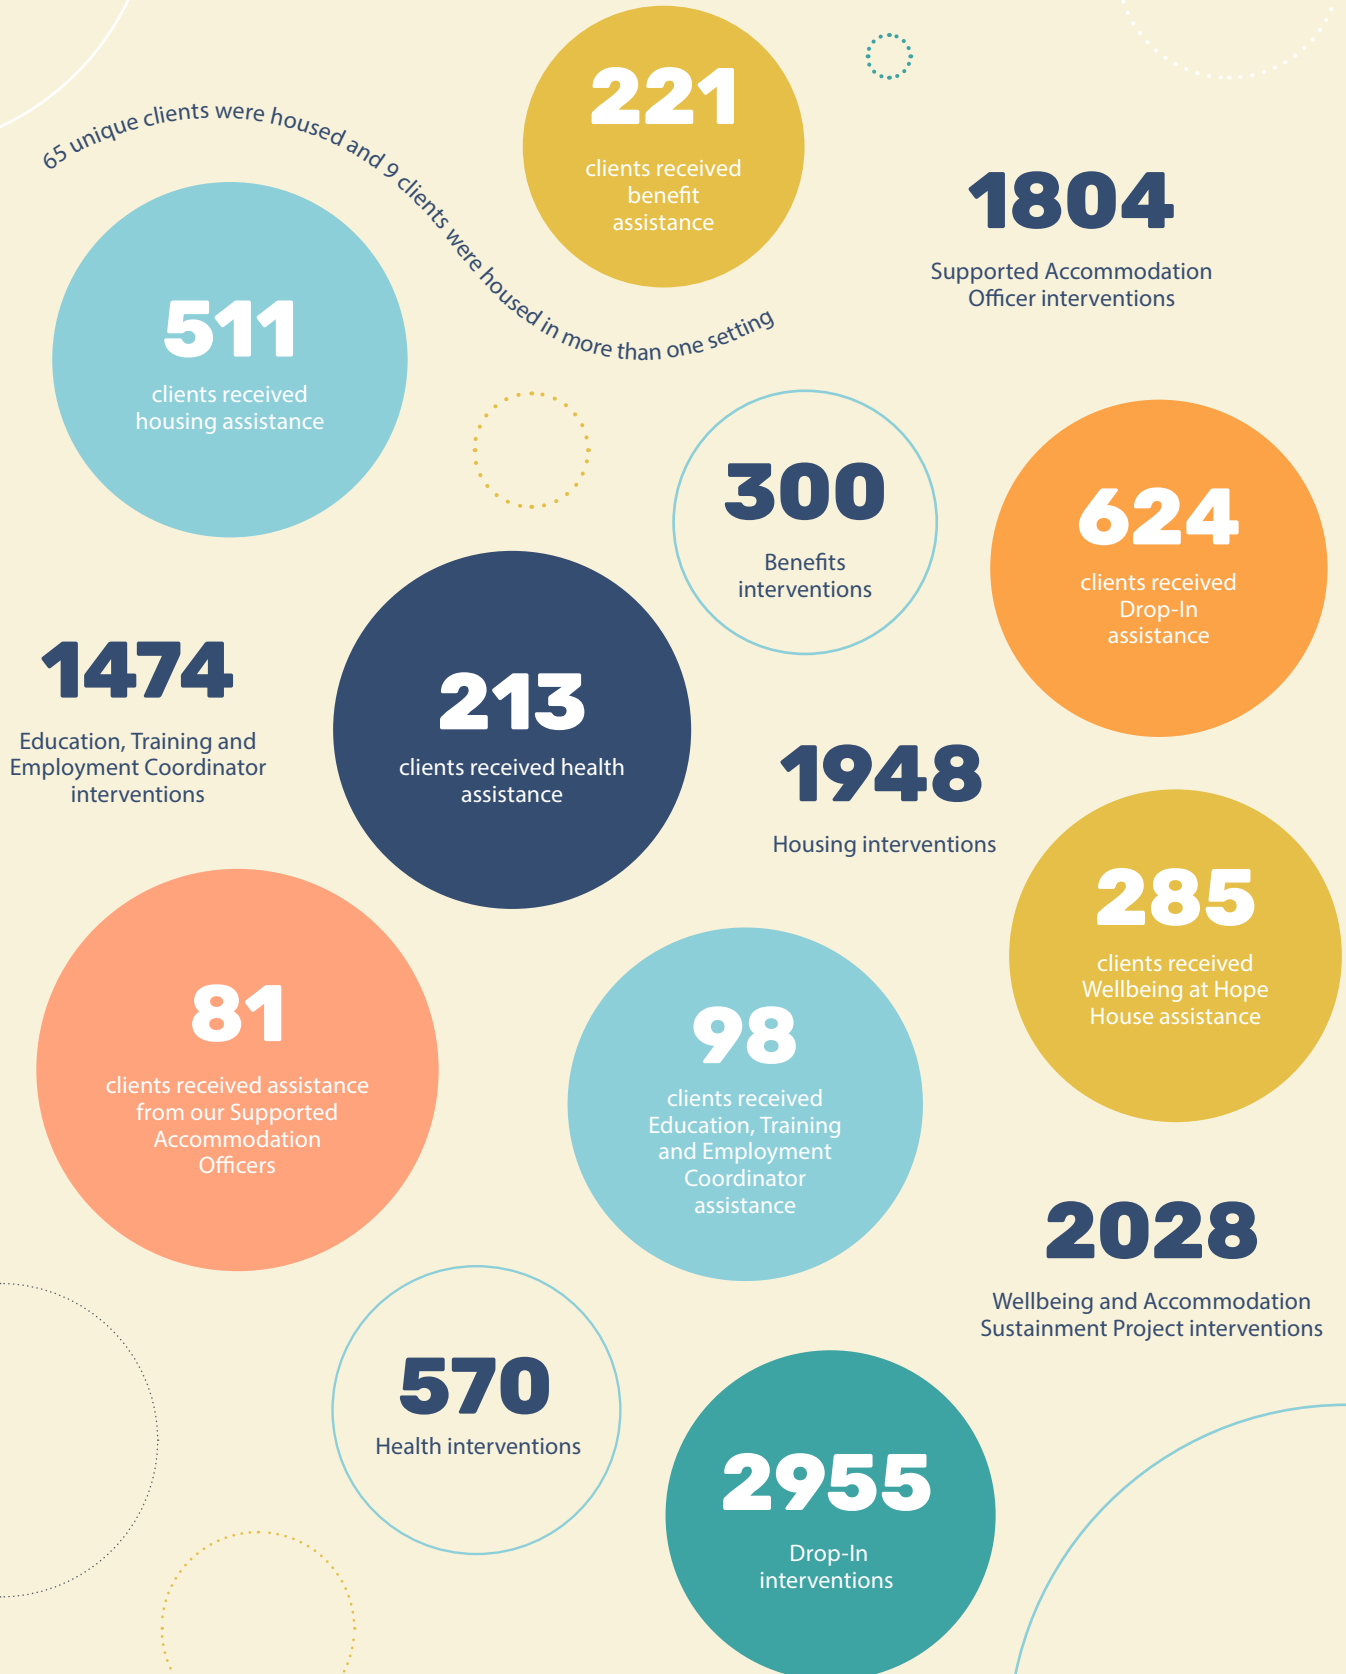 65 unique clients were housed and 9 clients were housed in more than one setting
221
clients received
benefit
assistance
1804
Supported Accommodation
Officer interventions
511
clients received
housing assistance
300
Benefits
interventions
624
clients received
Drop-In
assistance
1474
Education, Training and
Employment Coordinator
interventions
213
clients received health
assistance
1948
Housing interventions
285
clients received
Wellbeing at Hope
House assistance
81
clients received assistance
from our Supported
Accommodation
Officers
98
clients received
Education, Training
and Employment
Coordinator
assistance
2028
Wellbeing and Accommodation
Sustainment Project interventions
570
Health interventions
2955
Drop-In
interventions